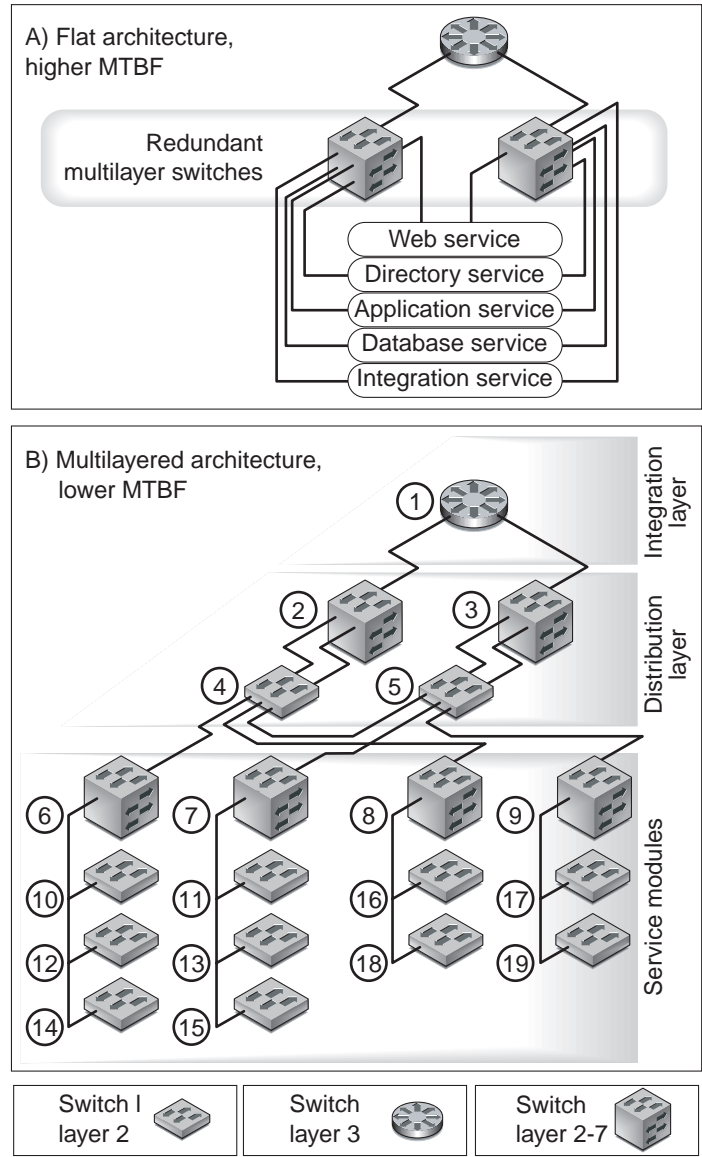 A) Flat architecture,
higher MTBF
Redundant
multilayer switches
Web service
Directory service
Application service
Database service
Integration service
B) Multilayered architecture,
lower MTBF
Integration
layer
Distribution
layer
Service modules
1
2
3
4
5
6
7
8
9
10
11
16
17
12
13
18
19
14
15
Switch l
layer 2
Switch
layer 3
Switch
layer 2-7